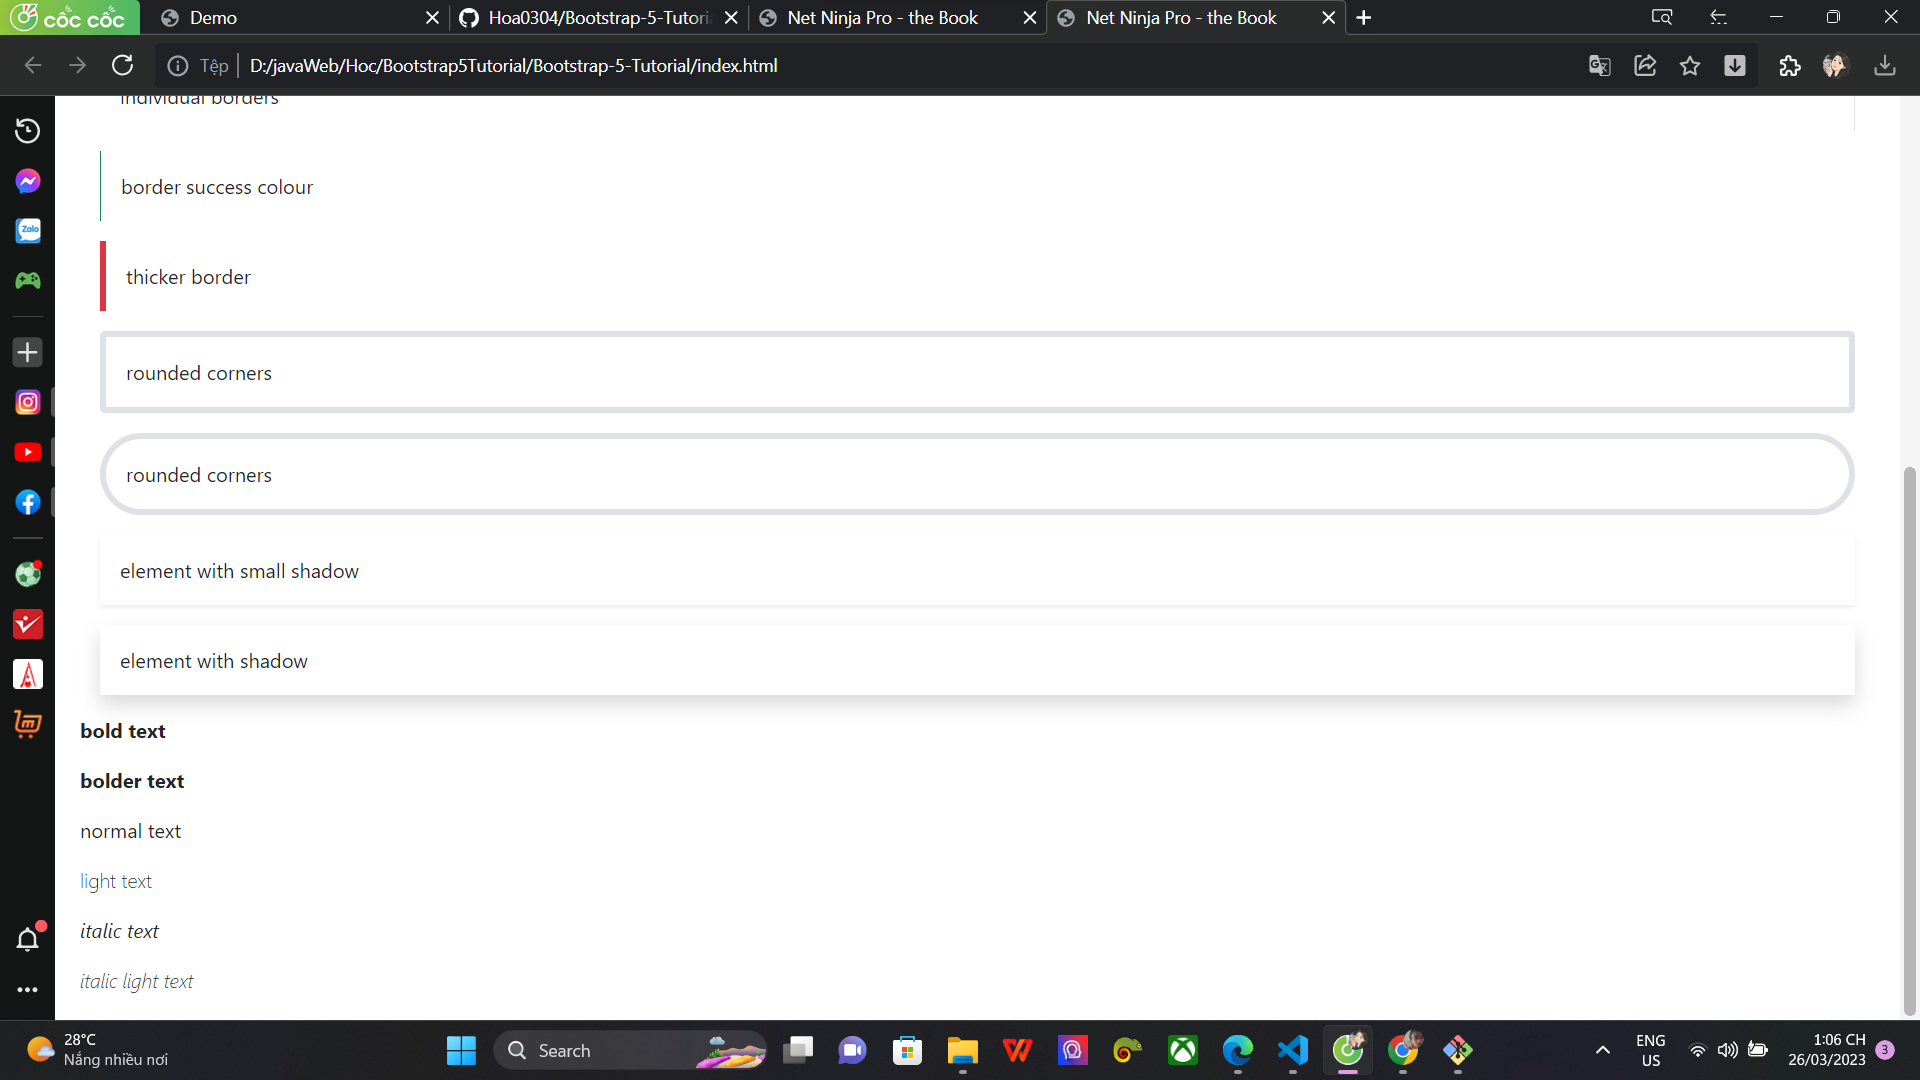 cốc cốc
Demo
Hoa0304/Bootstrap-5-Tutori
Net Ninja Pro - the Book
Net Ninja Pro - the Book
Tệp
D:/javaWeb/Hoc/Bootstrap5Tutorial/Bootstrap-5-Tutorial/index.html
individual borders
border success colour
Zalo
thicker border
rounded corners
rounded corners
element with small shadow
element with shadow
bold text
bolder text
normal text
light text
italic text
italic light text
28°C
Nắng nhiều nơi
Search
ENG
US
1:06 CH
26/03/2023
3